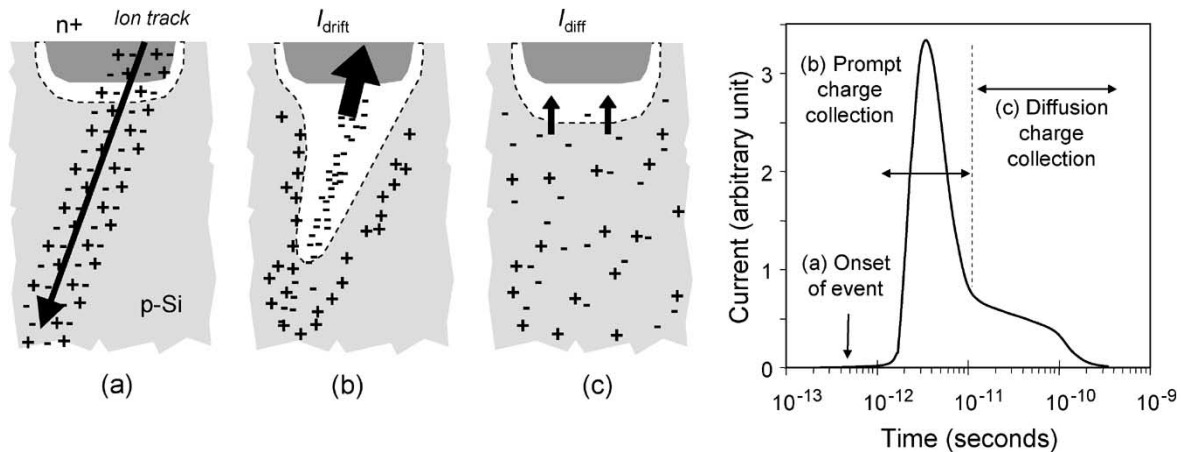 n+
Ion track
p-Si
(a)
I_drift
(b)
I_diff
(c)
Current (arbitrary unit)
3
2
1
0
(b) Prompt
charge
collection
(c) Diffusion
charge
collection
(a) Onset
of event
10^-13
10^-12
10^-11
10^-10
10^-9
Time (seconds)